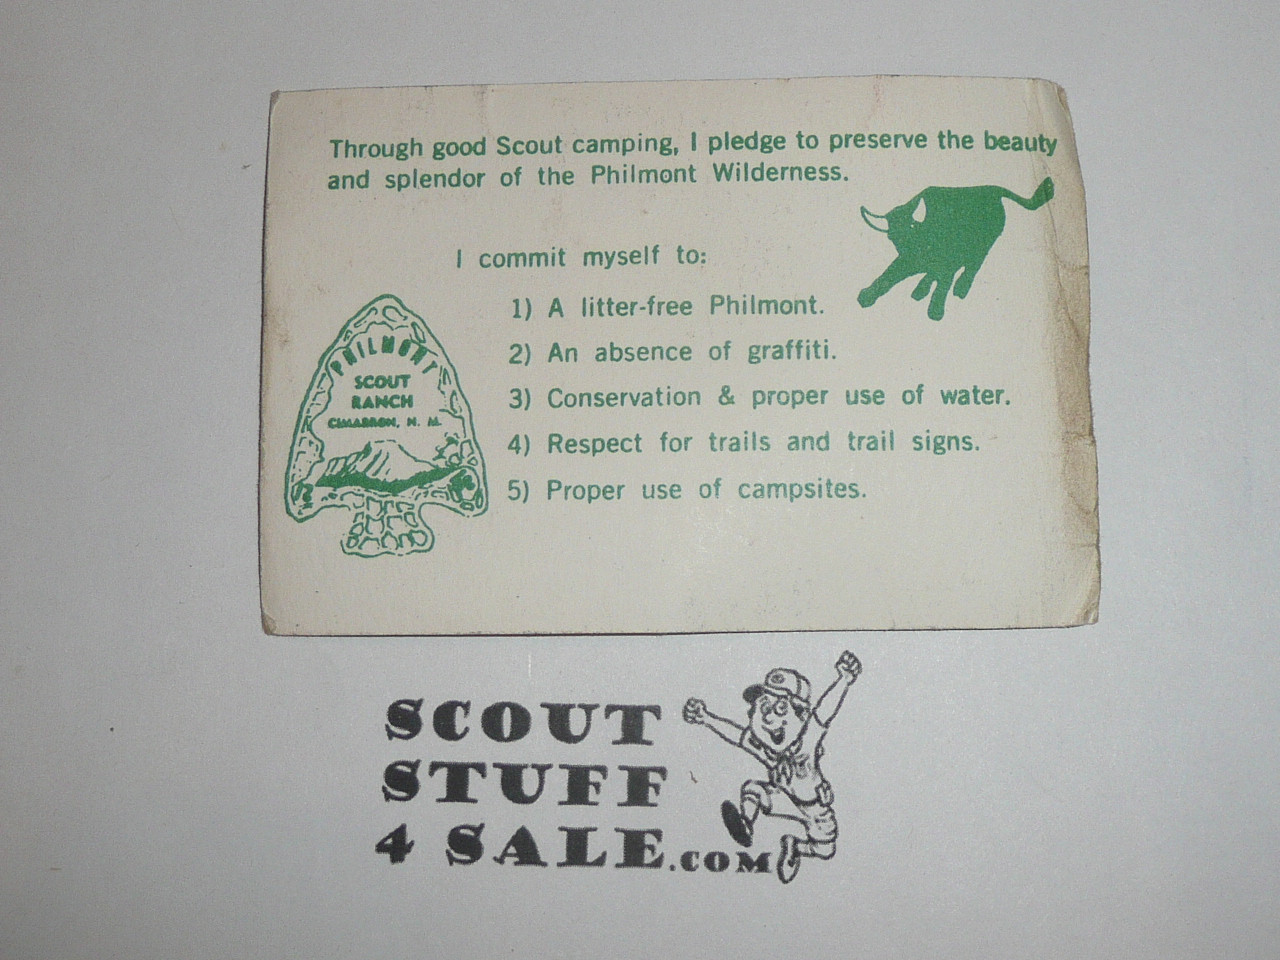 Through good Scout camping, I pledge to preserve the beauty
and splendor of the Philmont Wilderness.
I commit myself to:
1) A litter-free Philmont.
2) An absence of graffiti.
3) Conservation & proper use of water.
4) Respect for trails and trail signs.
5) Proper use of campsites.
PHILMONT
SCOUT
RANCH
CIMARRON, N. M.
SCOUT
STUFF
4 SALE.COM